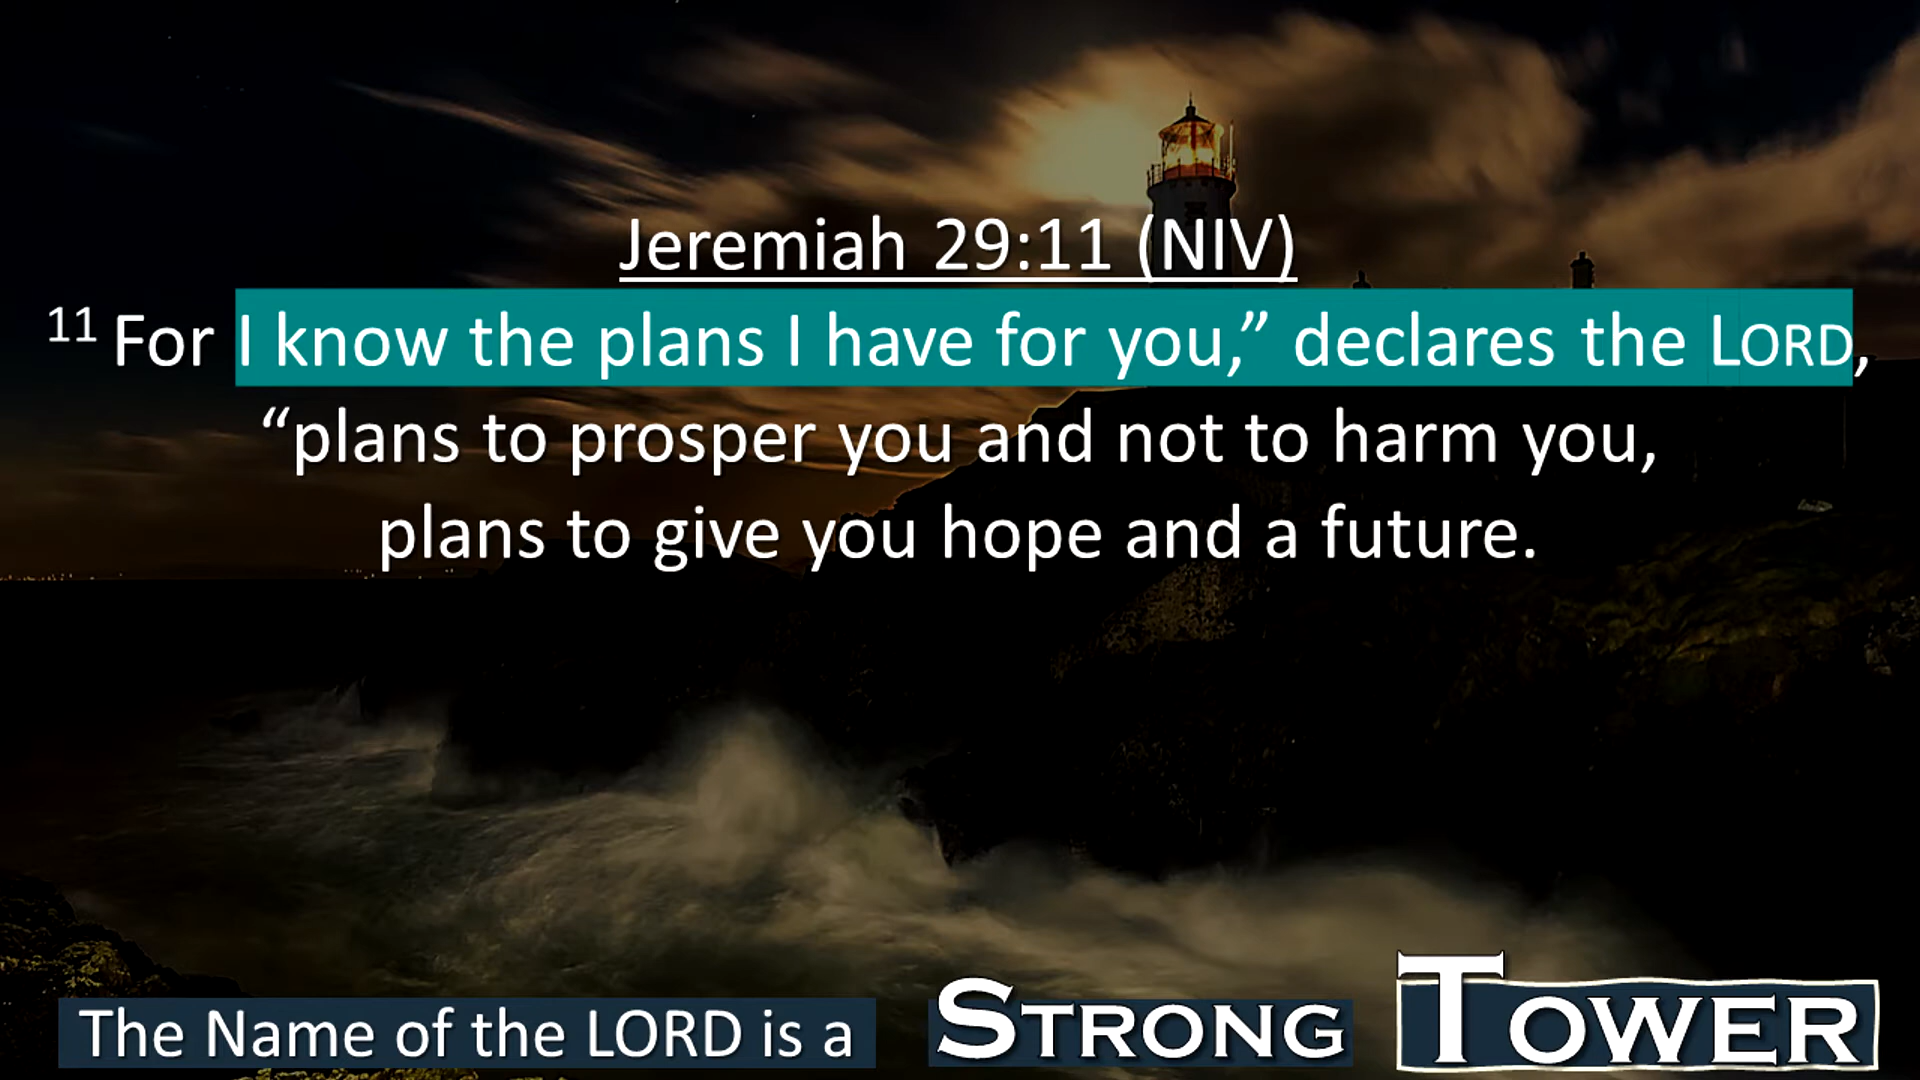 Jeremiah 29:11 (NIV)
11 For I know the plans I have for you,” declares the LORD,
“plans to prosper you and not to harm you,
plans to give you hope and a future.
The Name of the LORD is a STRONG TOWER